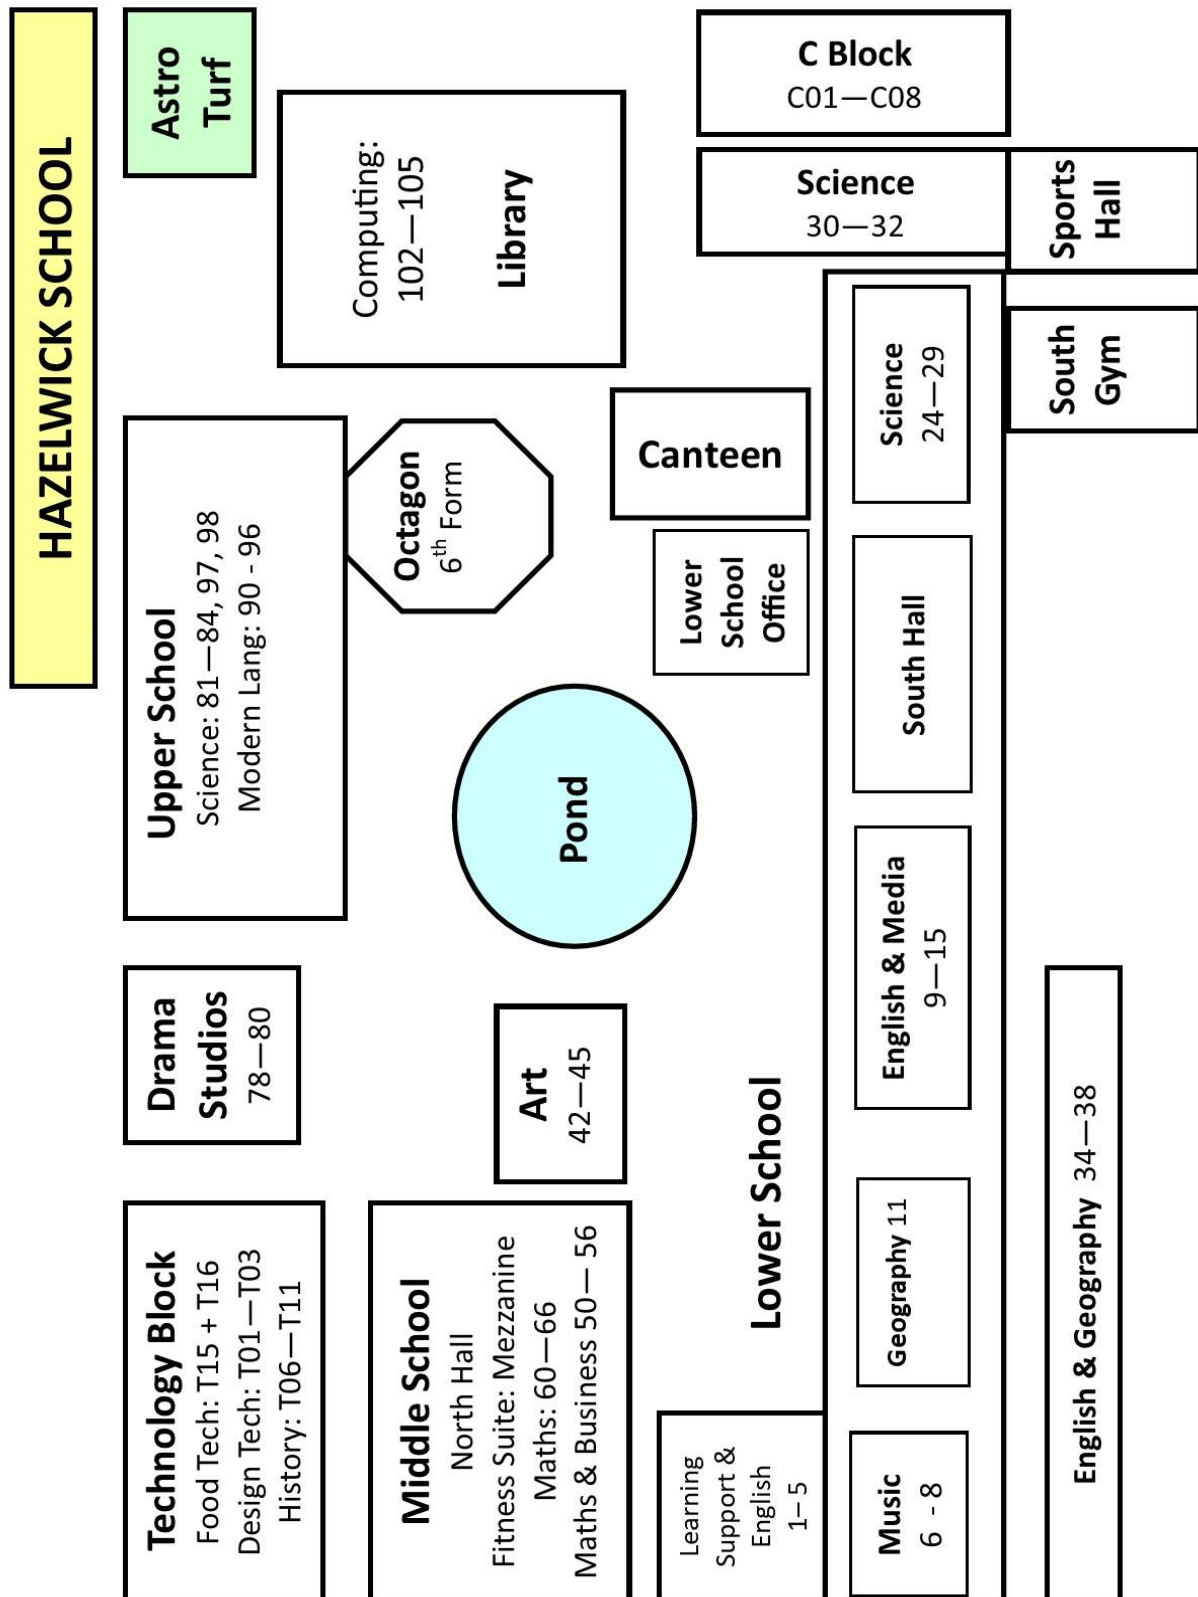 HAZELWICK SCHOOL
Technology Block
Food Tech: T15 + T16
Design Tech: T01—T03
History: T06—T11
Drama
Studios
78—80
Upper School
Science: 81—84, 97, 98
Modern Lang: 90 - 96
Astro
Turf
Middle School
North Hall
Fitness Suite: Mezzanine
Maths: 60—66
Maths & Business 50— 56
Art
42—45
Pond
Octagon
6th Form
Computing:
102—105
Library
Learning
Support &
English
1– 5
Lower School
Lower
School
Office
Canteen
C Block
C01—C08
Science
30—32
Music
6 - 8
Geography 11
English & Media
9—15
South Hall
Science
24—29
English & Geography 34—38
South
Gym
Sports
Hall